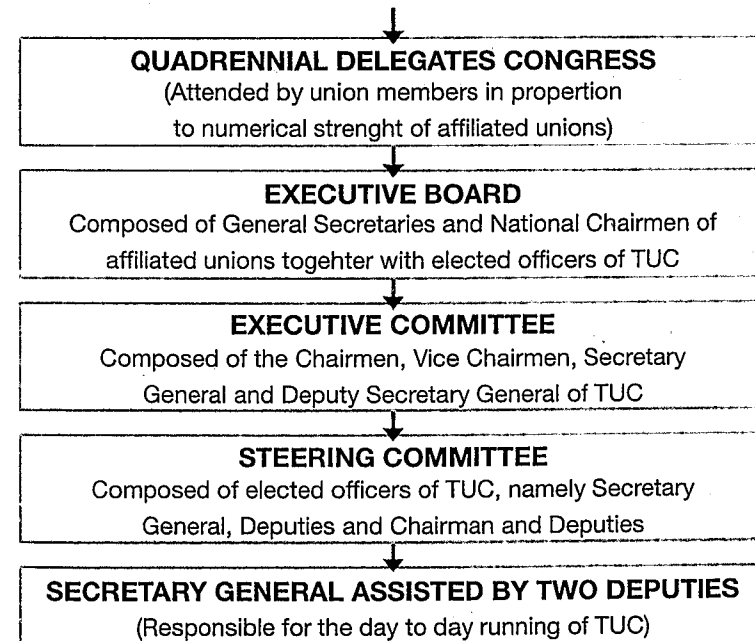 QUADRENNIAL DELEGATES CONGRESS
(Attended by union members in propertion
to numerical strenght of affiliated unions)
EXECUTIVE BOARD
Composed of General Secretaries and National Chairmen of
affiliated unions togehter with elected officers of TUC
EXECUTIVE COMMITTEE
Composed of the Chairmen, Vice Chairmen, Secretary
General and Deputy Secretary General of TUC
STEERING COMMITTEE
Composed of elected officers of TUC, namely Secretary
General, Deputies and Chairman and Deputies
SECRETARY GENERAL ASSISTED BY TWO DEPUTIES
(Responsible for the day to day running of TUC)